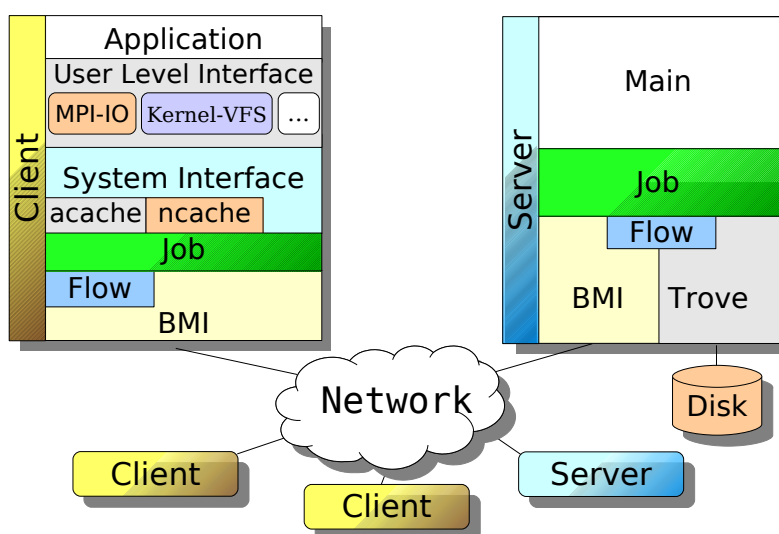 Client
Application
User Level Interface
MPI-IO
Kernel-VFS
...
System Interface
acache
ncache
Job
Flow
BMI
Server
Main
Job
Flow
BMI
Trove
Disk
Network
Client
Client
Server